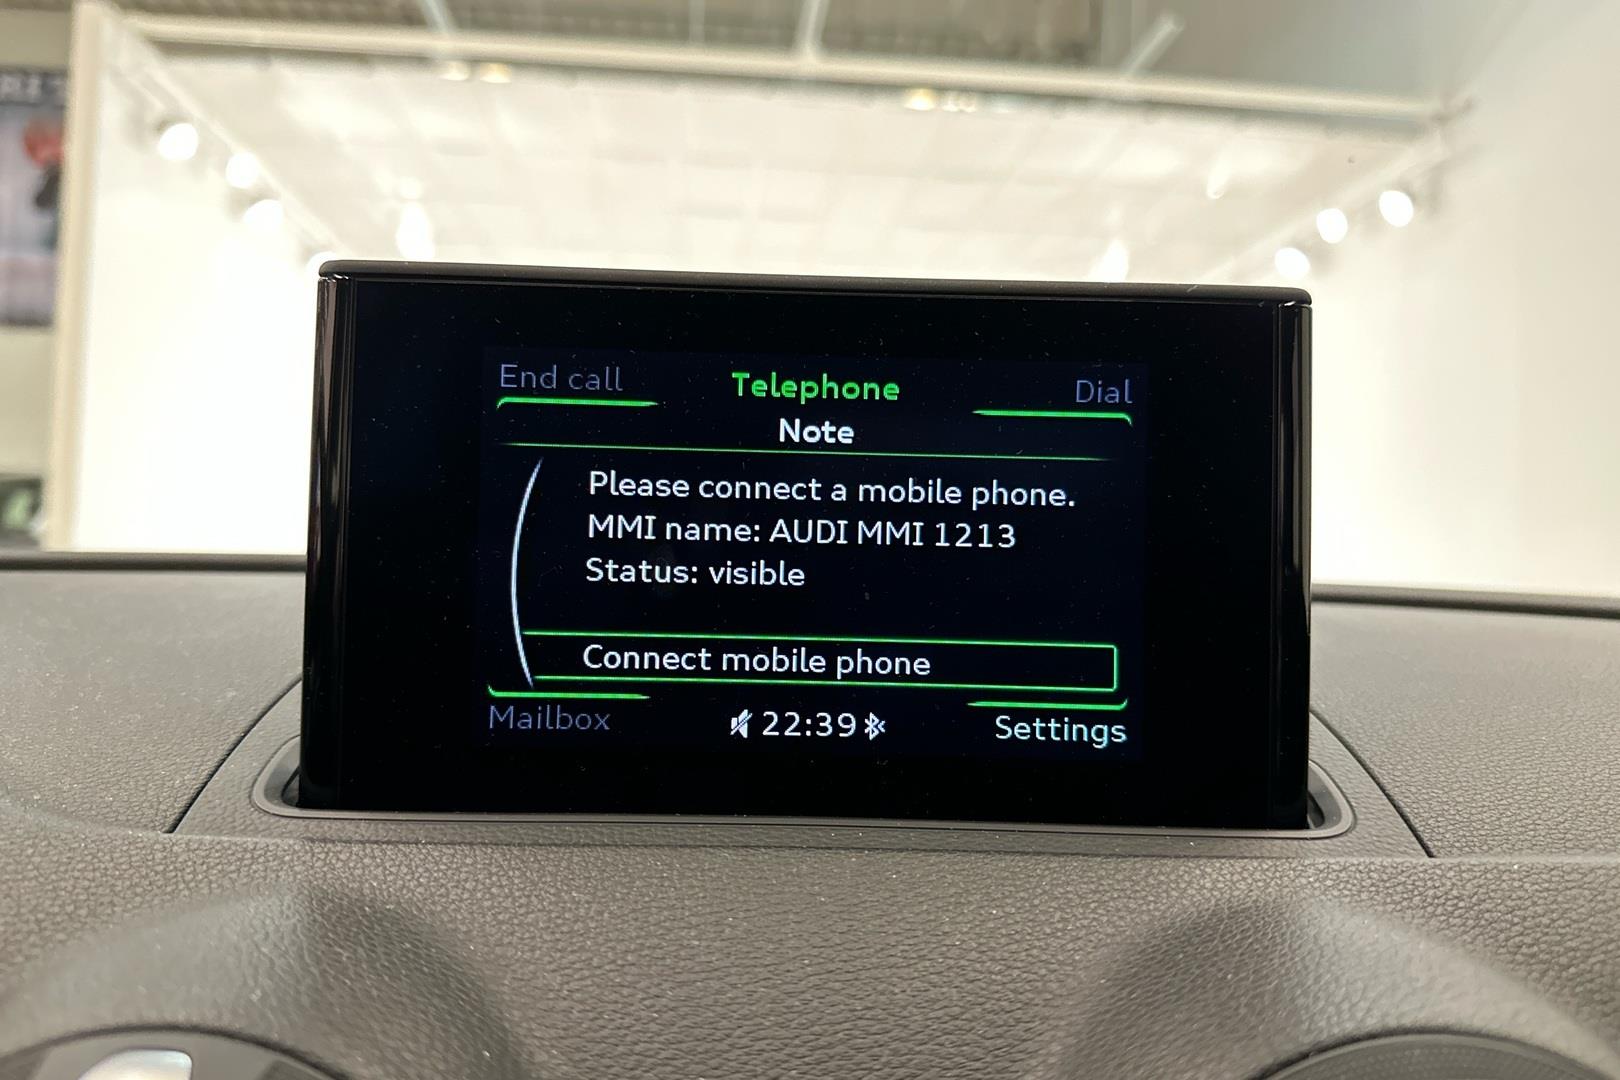 End call
Telephone
Dial
Note
Please connect a mobile phone.
MMI name: AUDI MMI 1213
Status: visible
Connect mobile phone
Mailbox
22:39
Settings